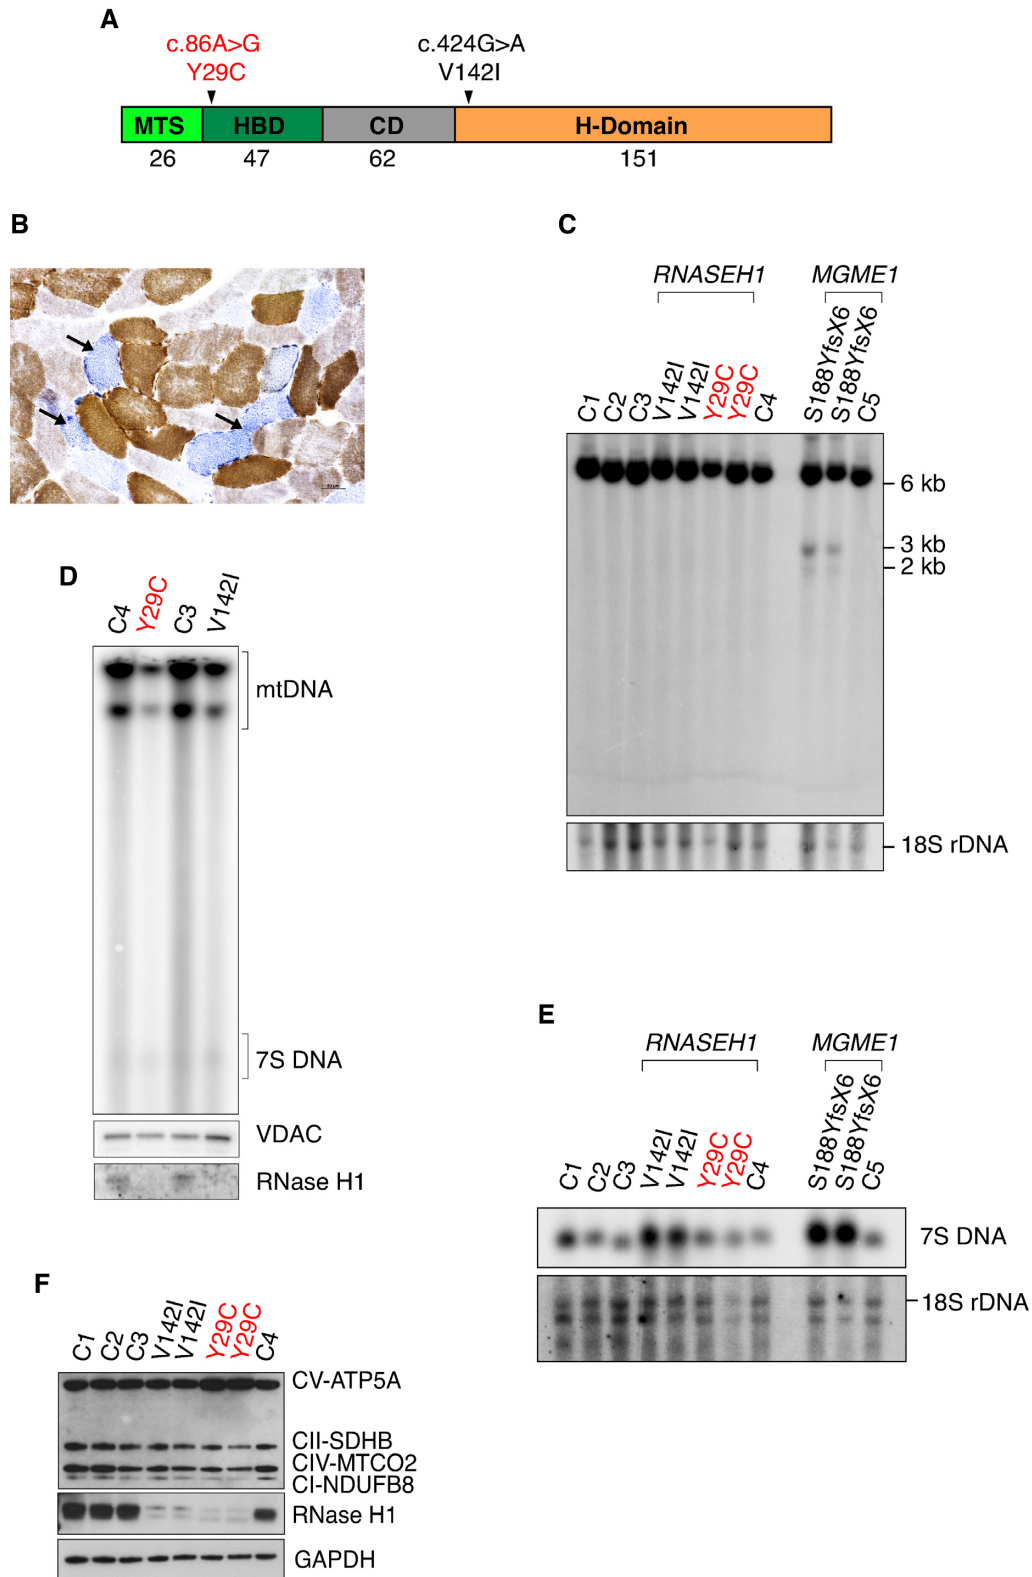 A
c.86A>G
Y29C
c.424G>A
V142I
MTS
HBD
CD
H-Domain
26
47
62
151
B
C
RNASEH1
MGME1
C1
C2
C3
V142I
V142I
Y29C
Y29C
C4
S188YfsX6
S188YfsX6
C5
6 kb
3 kb
2 kb
18S rDNA
D
C4
Y29C
C3
V142I
mtDNA
7S DNA
VDAC
RNase H1
E
RNASEH1
MGME1
C1
C2
C3
V142I
V142I
Y29C
Y29C
C4
S188YfsX6
S188YfsX6
C5
7S DNA
18S rDNA
F
C1
C2
C3
V142I
V142I
Y29C
Y29C
C4
CV-ATP5A
CII-SDHB
CIV-MTCO2
CI-NDUFB8
RNase H1
GAPDH